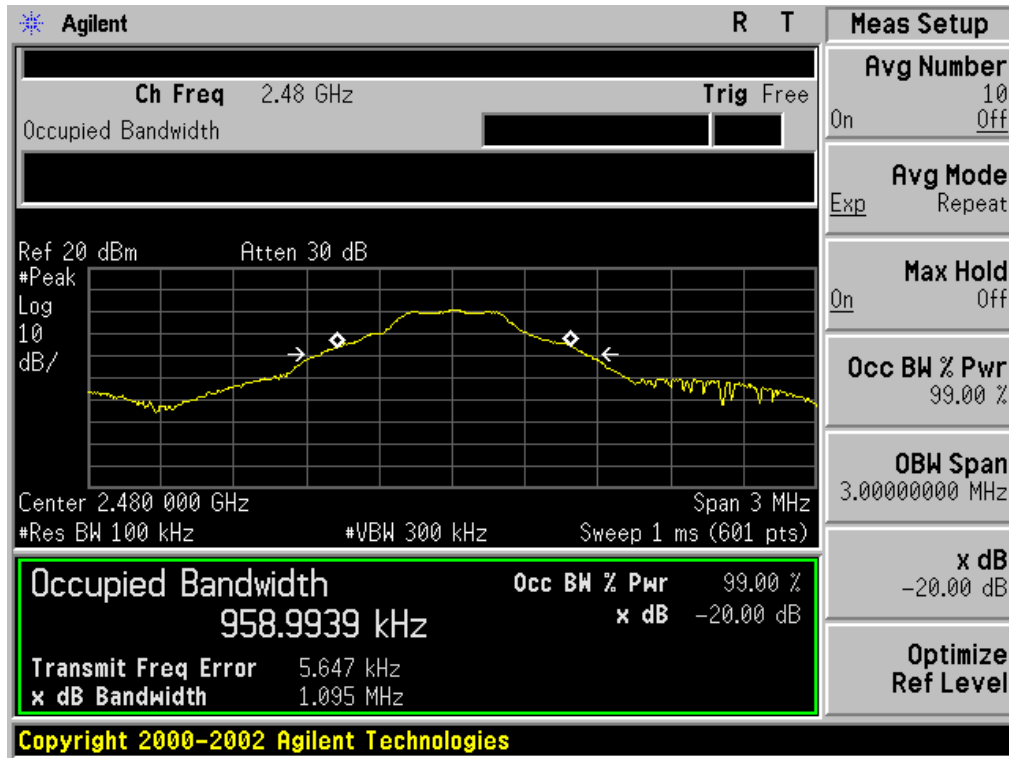 Agilent R T
Ch Freq 2.48 GHz Trig Free
Occupied Bandwidth
Ref 20 dBm Atten 30 dB
#Peak
Log
10
dB/
Center 2.480 000 GHz Span 3 MHz
#Res BW 100 kHz #VBW 300 kHz Sweep 1 ms (601 pts)
Occupied Bandwidth
958.9939 kHz
Occ BW % Pwr 99.00 %
x dB -20.00 dB
Transmit Freq Error 5.647 kHz
x dB Bandwidth 1.095 MHz
Copyright 2000-2002 Agilent Technologies
Meas Setup
Avg Number
10
On Off
Avg Mode
Exp Repeat
Max Hold
On Off
Occ BW % Pwr
99.00 %
OBW Span
3.00000000 MHz
x dB
-20.00 dB
Optimize
Ref Level